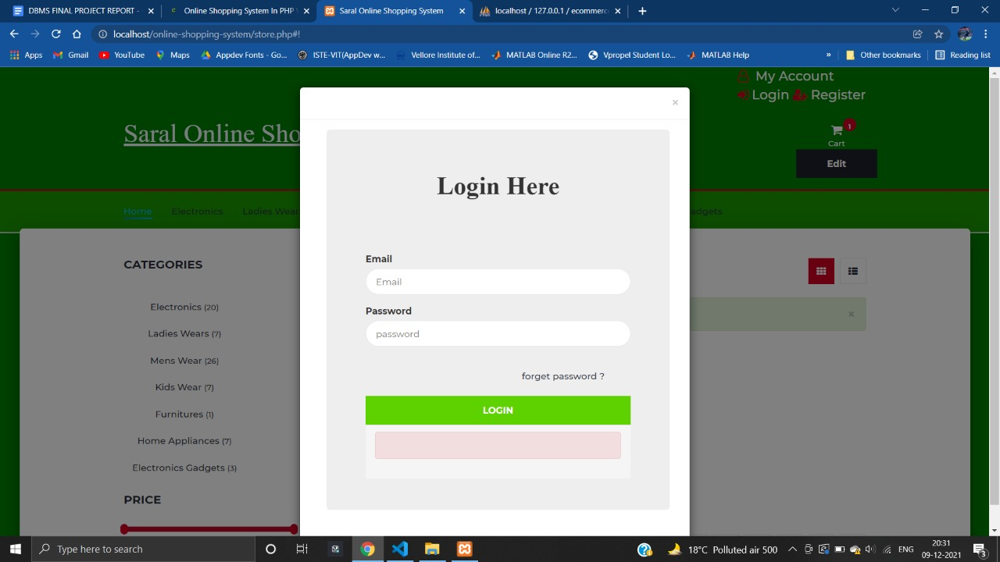 DBMS FINAL PROJECT REPORT -
Online Shopping System In PHP
Saral Online Shopping System
localhost / 127.0.0.1 / ecommerc
localhost/online-shopping-system/store.php#!
Apps
Gmail
YouTube
Maps
Appdev Fonts - Go...
ISTE-VIT(AppDev w...
Vellore Institute of...
MATLAB Online R2...
Vpropel Student Lo...
MATLAB Help
»
Other bookmarks
Reading list
My Account
Login Register
×
Saral Online Sho
1
Cart
Edit
Login Here
Home
Electronics
Ladies Wear
adgets
Email
Email
Password
password
forget password ?
LOGIN
CATEGORIES
Electronics (20)
Ladies Wears (7)
Mens Wear (26)
Kids Wear (7)
Furnitures (1)
Home Appliances (7)
Electronics Gadgets (3)
PRICE
×
Type here to search
18°C Polluted air 500
ENG
20:31
09-12-2021
3